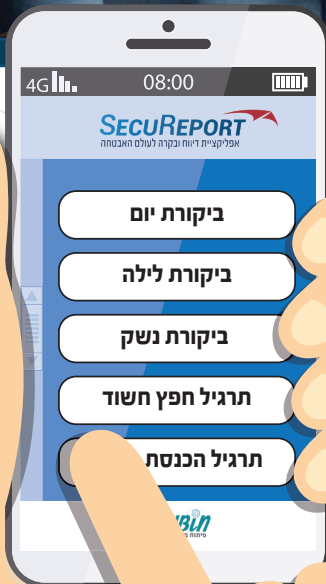 4G
08:00
SECUREPORT
אפליקציית דיווח ובקרה לעולם האבטחה
ביקורת יום
ביקורת לילה
ביקורת נשק
תרגיל חפץ חשוד
תרגיל הכנסת